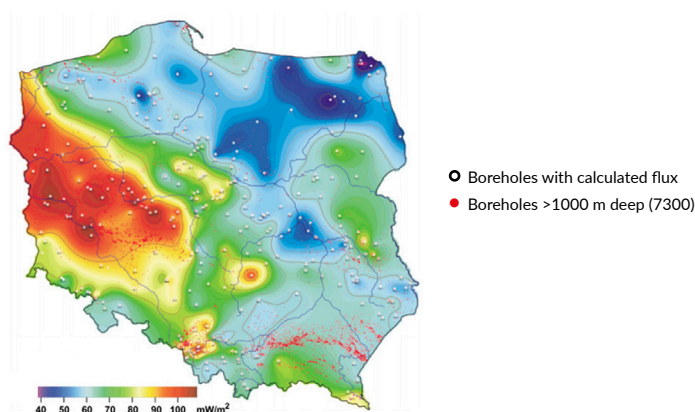 Boreholes with calculated flux
Boreholes >1000 m deep (7300)
40 50 60 70 80 90 100 mW/m²